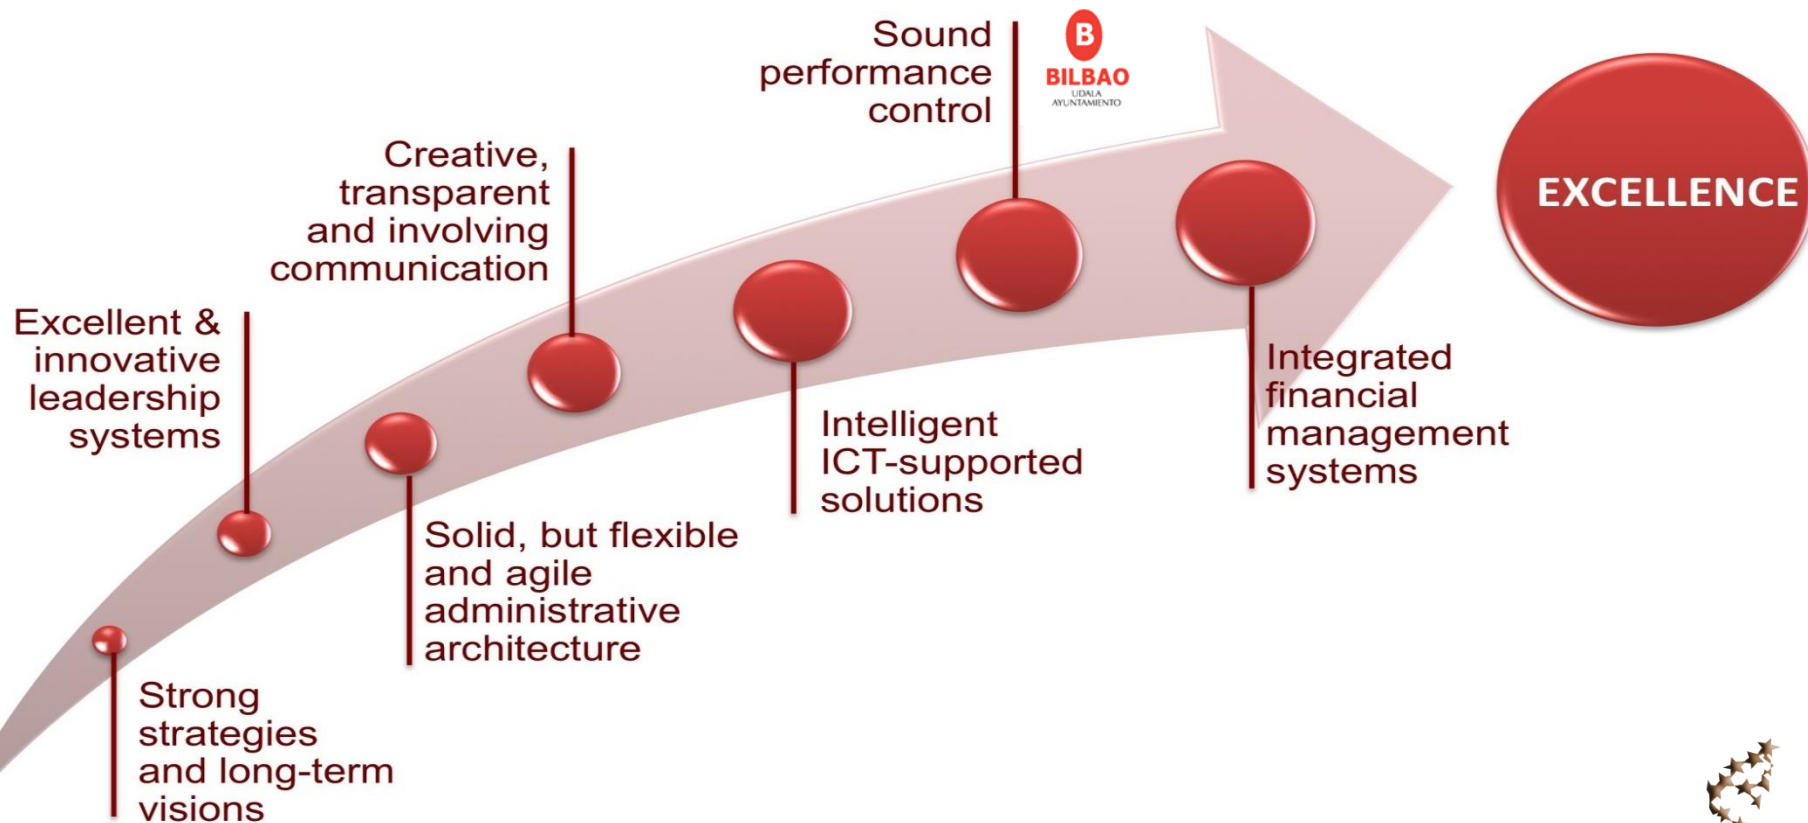 Sound
performance
control
B
BILBAO
UDALA
AYUNTAMIENTO
EXCELLENCE
Creative,
transparent
and involving
communication
Excellent &
innovative
leadership
systems
Integrated
financial
management
systems
Intelligent
ICT-supported
solutions
Solid, but flexible
and agile
administrative
architecture
Strong
strategies
and long-term
visions